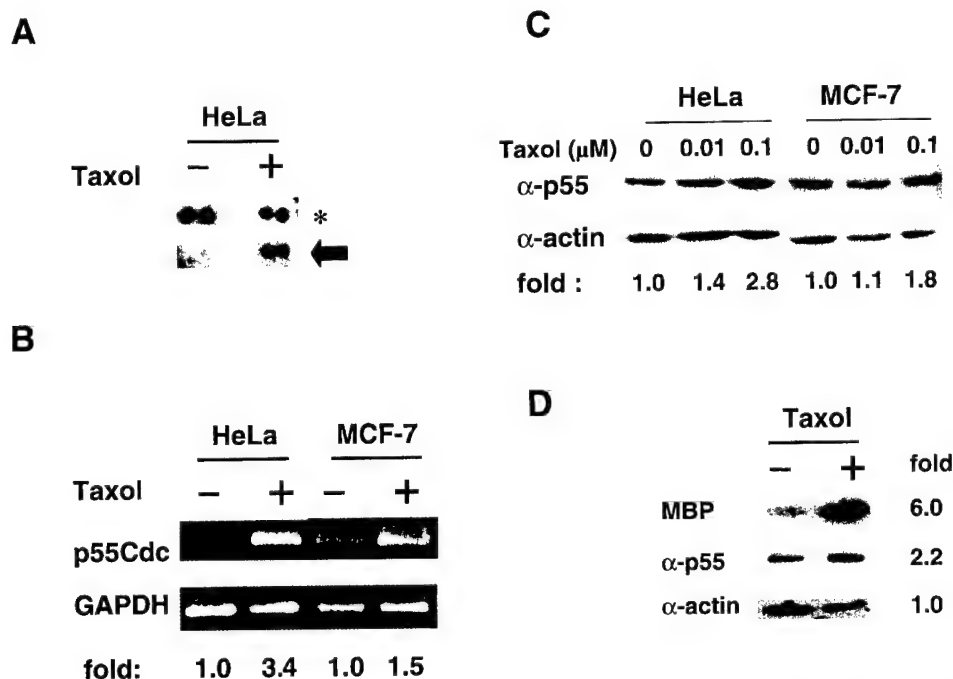 A
HeLa
Taxol − +
*
B
HeLa MCF-7
Taxol − + − +
p55Cdc
GAPDH
fold: 1.0 3.4 1.0 1.5
C
HeLa MCF-7
Taxol (μM) 0 0.01 0.1 0 0.01 0.1
α-p55
α-actin
fold : 1.0 1.4 2.8 1.0 1.1 1.8
D
Taxol
− + fold
MBP 6.0
α-p55 2.2
α-actin 1.0